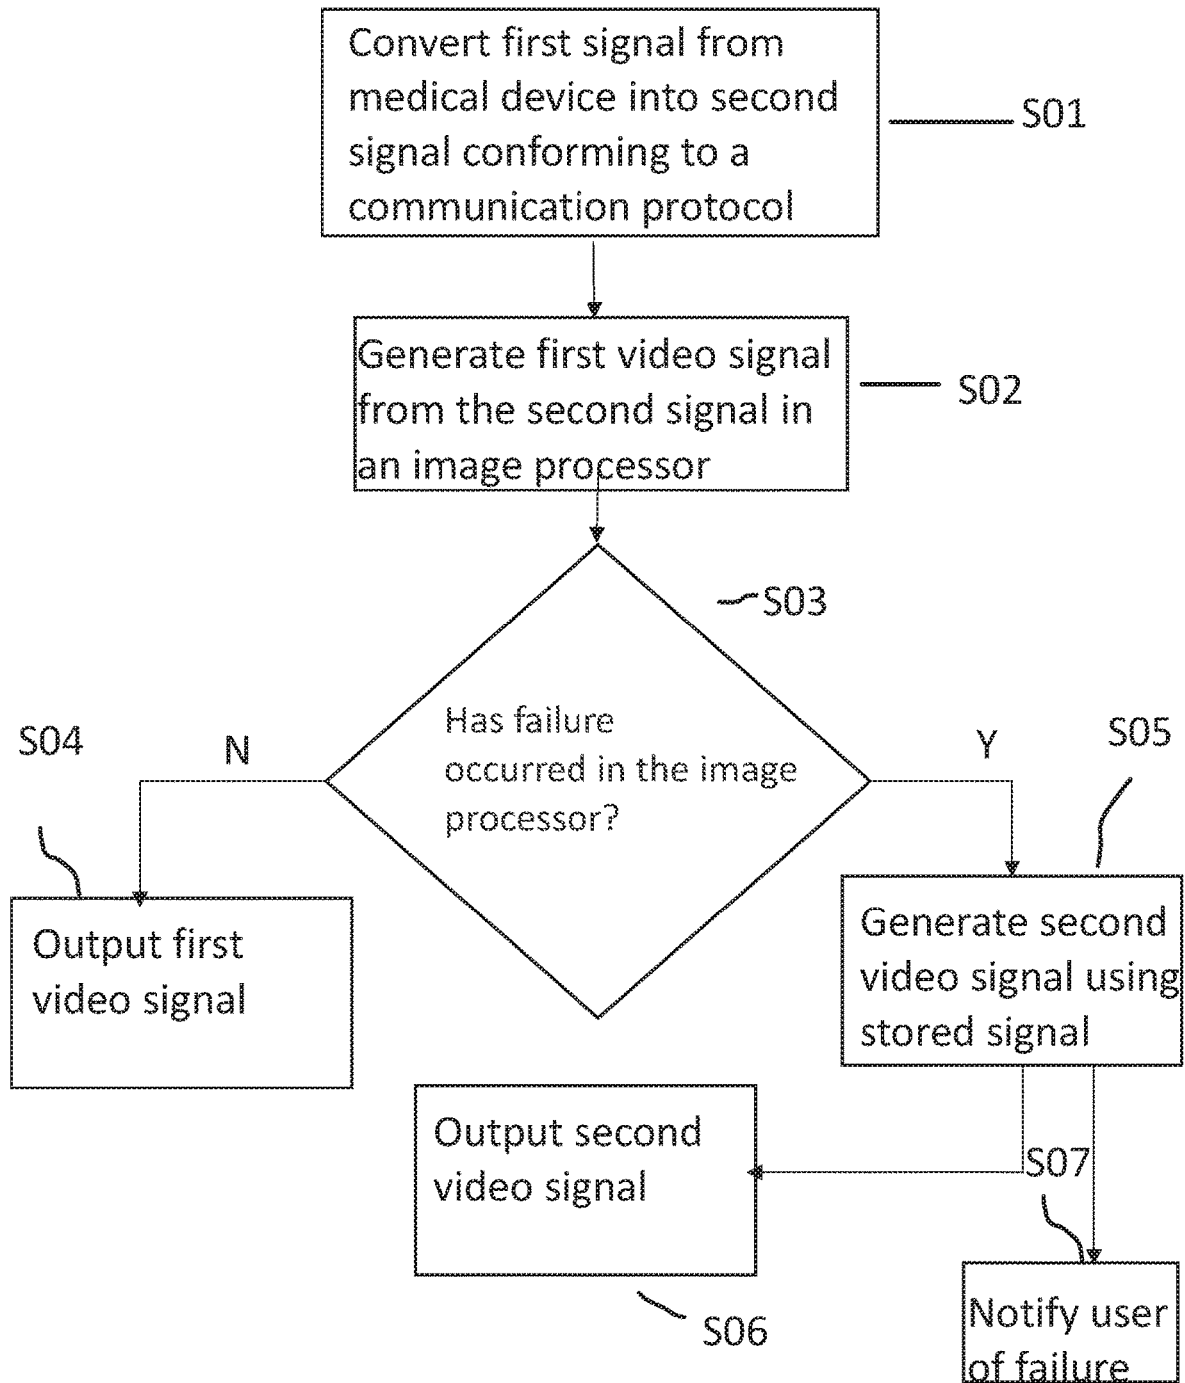 Convert first signal from
medical device into second
signal conforming to a
communication protocol
S01
Generate first video signal
from the second signal in
an image processor
S02
S03
Has failure
occurred in the image
processor?
S04
N
Y
S05
Output first
video signal
Generate second
video signal using
stored signal
Output second
video signal
S06
S07
Notify user
of failure